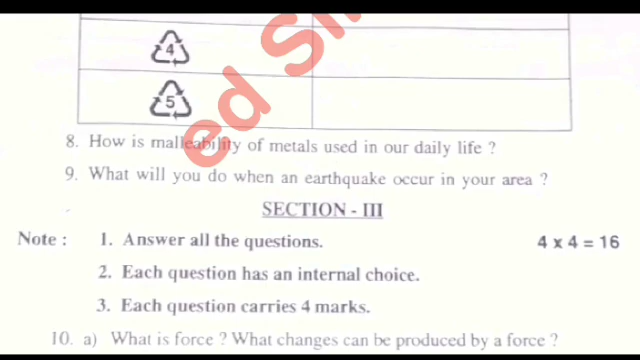 4
5
ed Si
8. How is malleability of metals used in our daily life ?
9. What will you do when an earthquake occur in your area ?
SECTION - III
Note : 1. Answer all the questions. 4 x 4 = 16
2. Each question has an internal choice.
3. Each question carries 4 marks.
10. a) What is force ? What changes can be produced by a force ?